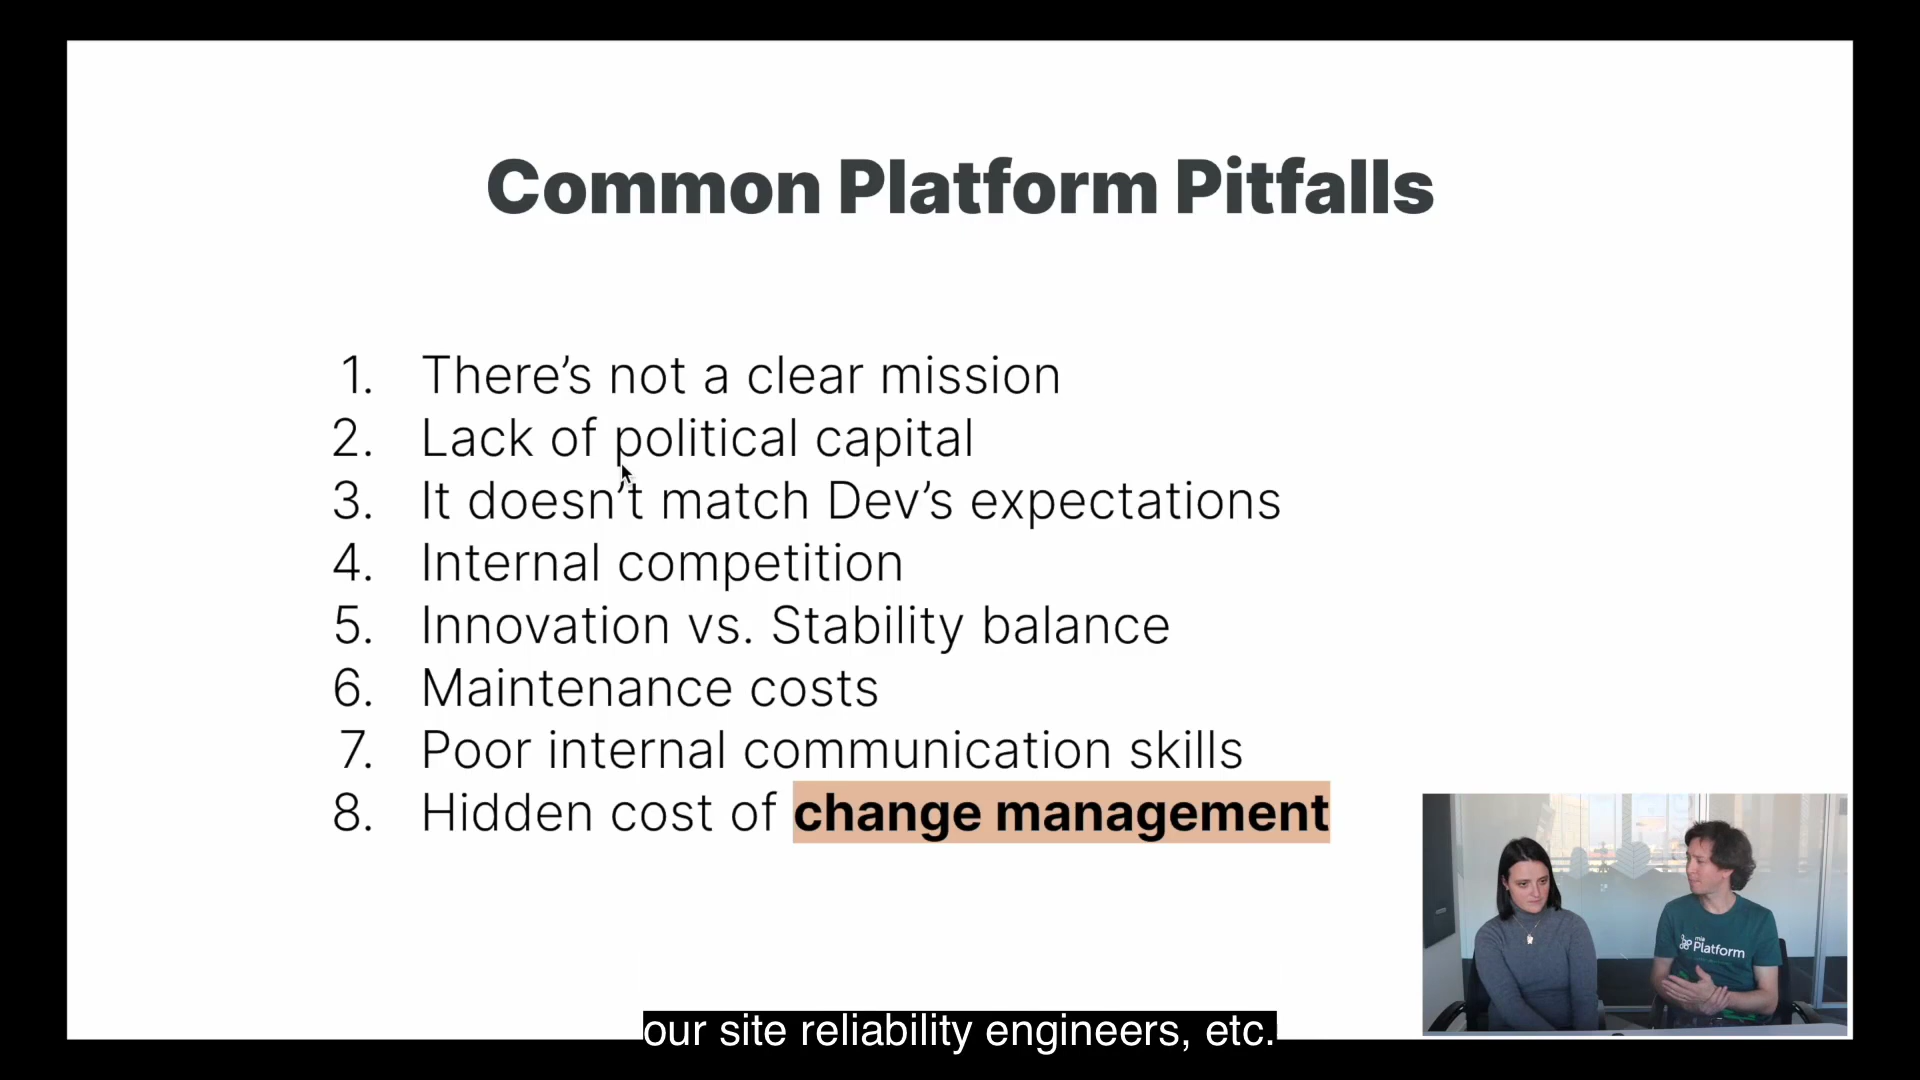 Common Platform Pitfalls
1. There’s not a clear mission
2. Lack of political capital
3. It doesn’t match Dev’s expectations
4. Internal competition
5. Innovation vs. Stability balance
6. Maintenance costs
7. Poor internal communication skills
8. Hidden cost of change management
mia
Platform
our site reliability engineers, etc.